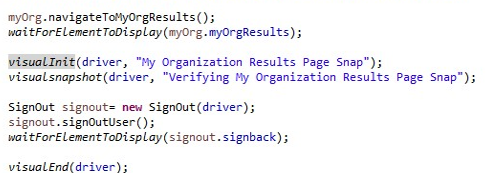 myOrg.navigateToMyOrgResults();
waitForElementToDisplay(myOrg.myOrgResults);
visualInit(driver, "My Organization Results Page Snap");
visualsnapshot(driver, "Verifying My Organization Results Page Snap");
SignOut signout= new SignOut(driver);
signout.signOutUser();
waitForElementToDisplay(signout.signback);
visualEnd(driver);